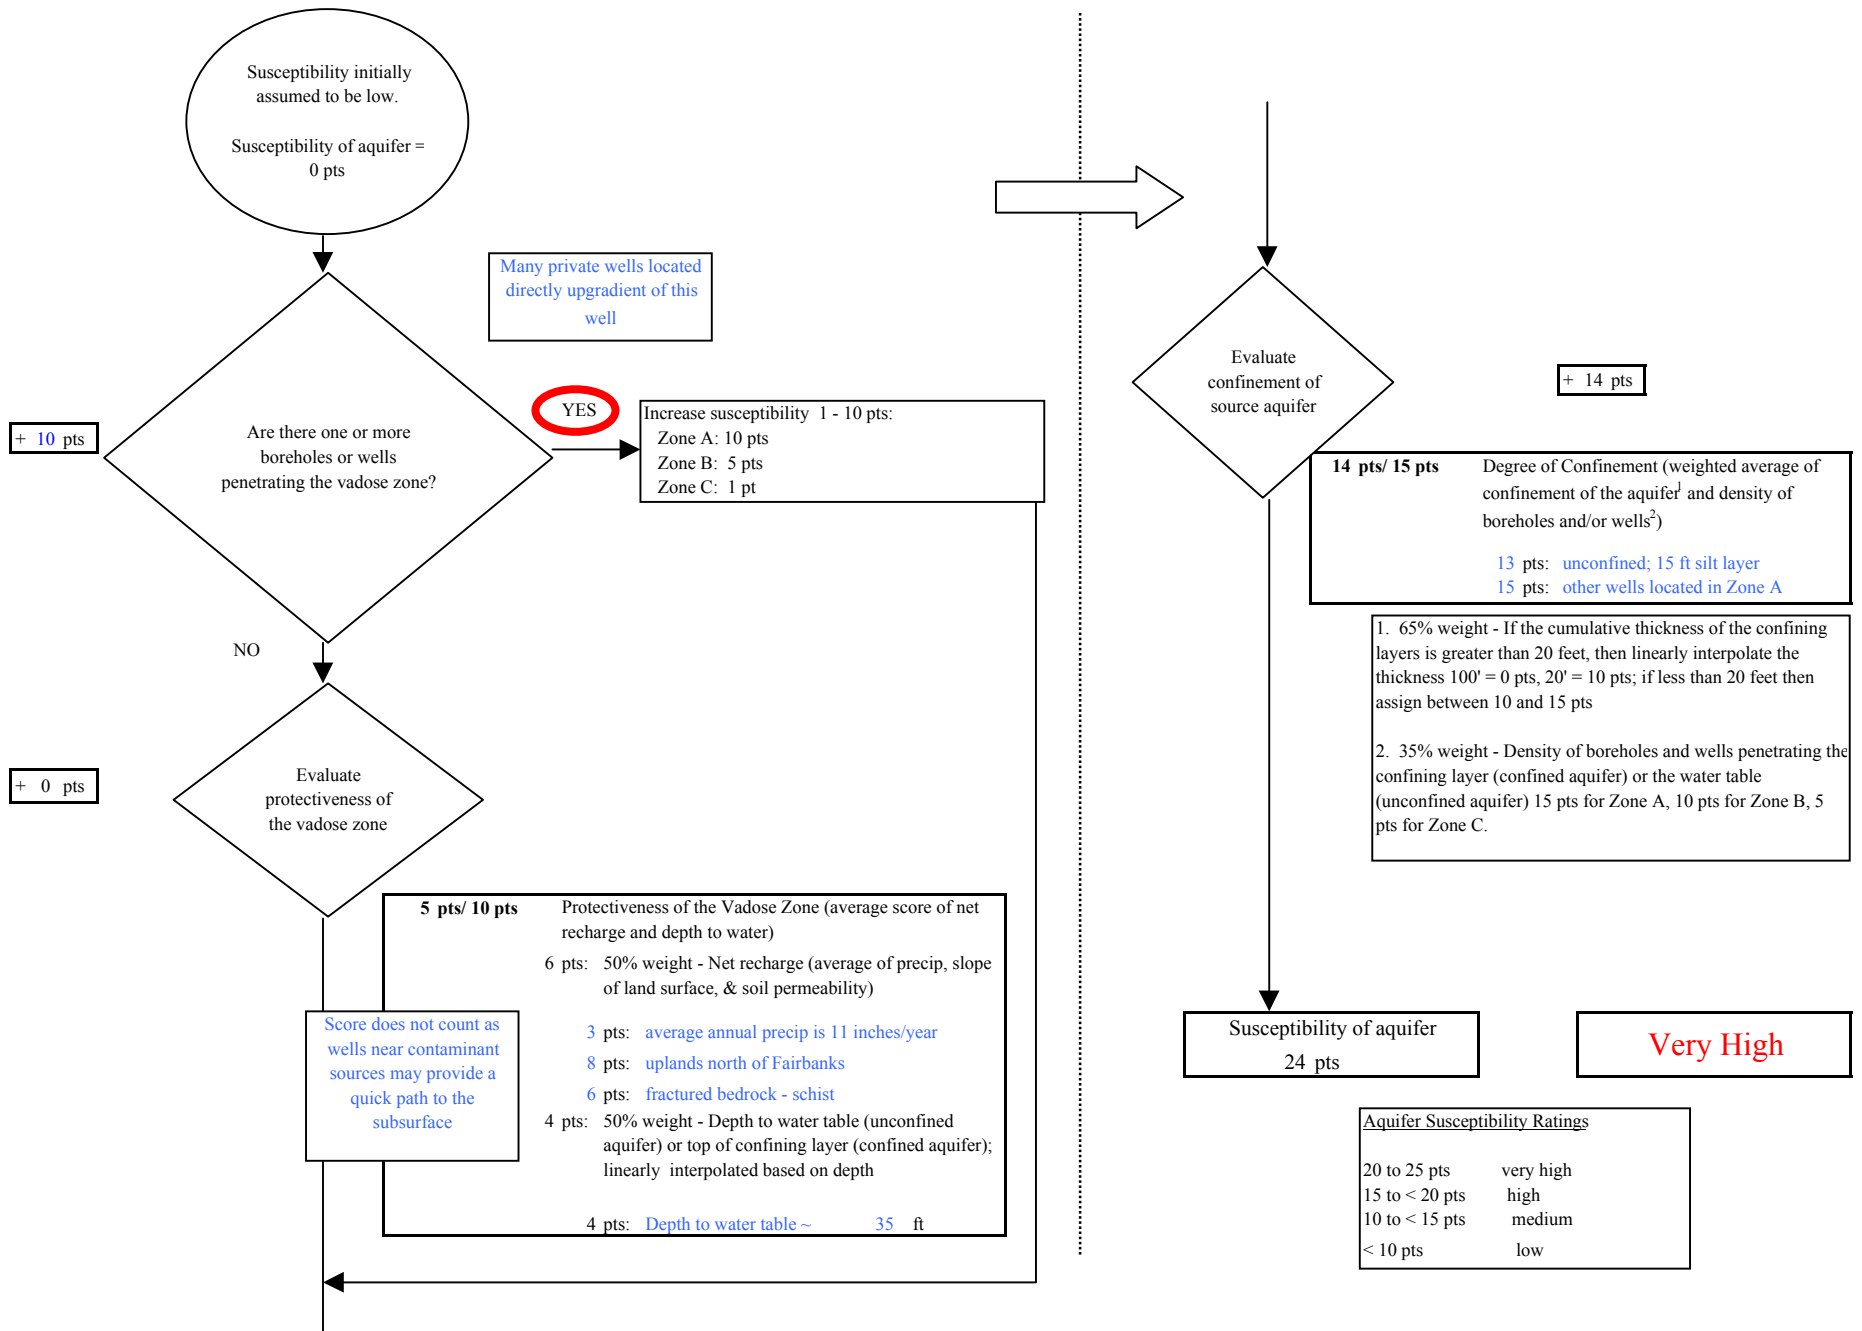 Susceptibility initially
assumed to be low.
Susceptibility of aquifer =
0 pts
Many private wells located
directly upgradient of this
well
+ 10 pts
Are there one or more
boreholes or wells
penetrating the vadose zone?
YES
Increase susceptibility 1 - 10 pts:
Zone A: 10 pts
Zone B: 5 pts
Zone C: 1 pt
NO
+ 0 pts
Evaluate
protectiveness of
the vadose zone
5 pts/ 10 pts Protectiveness of the Vadose Zone (average score of net
recharge and depth to water)
6 pts: 50% weight - Net recharge (average of precip, slope
of land surface, & soil permeability)
3 pts: average annual precip is 11 inches/year
8 pts: uplands north of Fairbanks
6 pts: fractured bedrock - schist
4 pts: 50% weight - Depth to water table (unconfined
aquifer) or top of confining layer (confined aquifer);
linearly interpolated based on depth
4 pts: Depth to water table ~ 35 ft
Score does not count as
wells near contaminant
sources may provide a
quick path to the
subsurface
Evaluate
confinement of
source aquifer
+ 14 pts
14 pts/ 15 pts Degree of Confinement (weighted average of
confinement of the aquifer1 and density of
boreholes and/or wells2)
13 pts: unconfined; 15 ft silt layer
15 pts: other wells located in Zone A
1. 65% weight - If the cumulative thickness of the confining
layers is greater than 20 feet, then linearly interpolate the
thickness 100' = 0 pts, 20' = 10 pts; if less than 20 feet then
assign between 10 and 15 pts
2. 35% weight - Density of boreholes and wells penetrating the
confining layer (confined aquifer) or the water table
(unconfined aquifer) 15 pts for Zone A, 10 pts for Zone B, 5
pts for Zone C.
Susceptibility of aquifer
24 pts
Very High
Aquifer Susceptibility Ratings
20 to 25 pts very high
15 to < 20 pts high
10 to < 15 pts medium
< 10 pts low